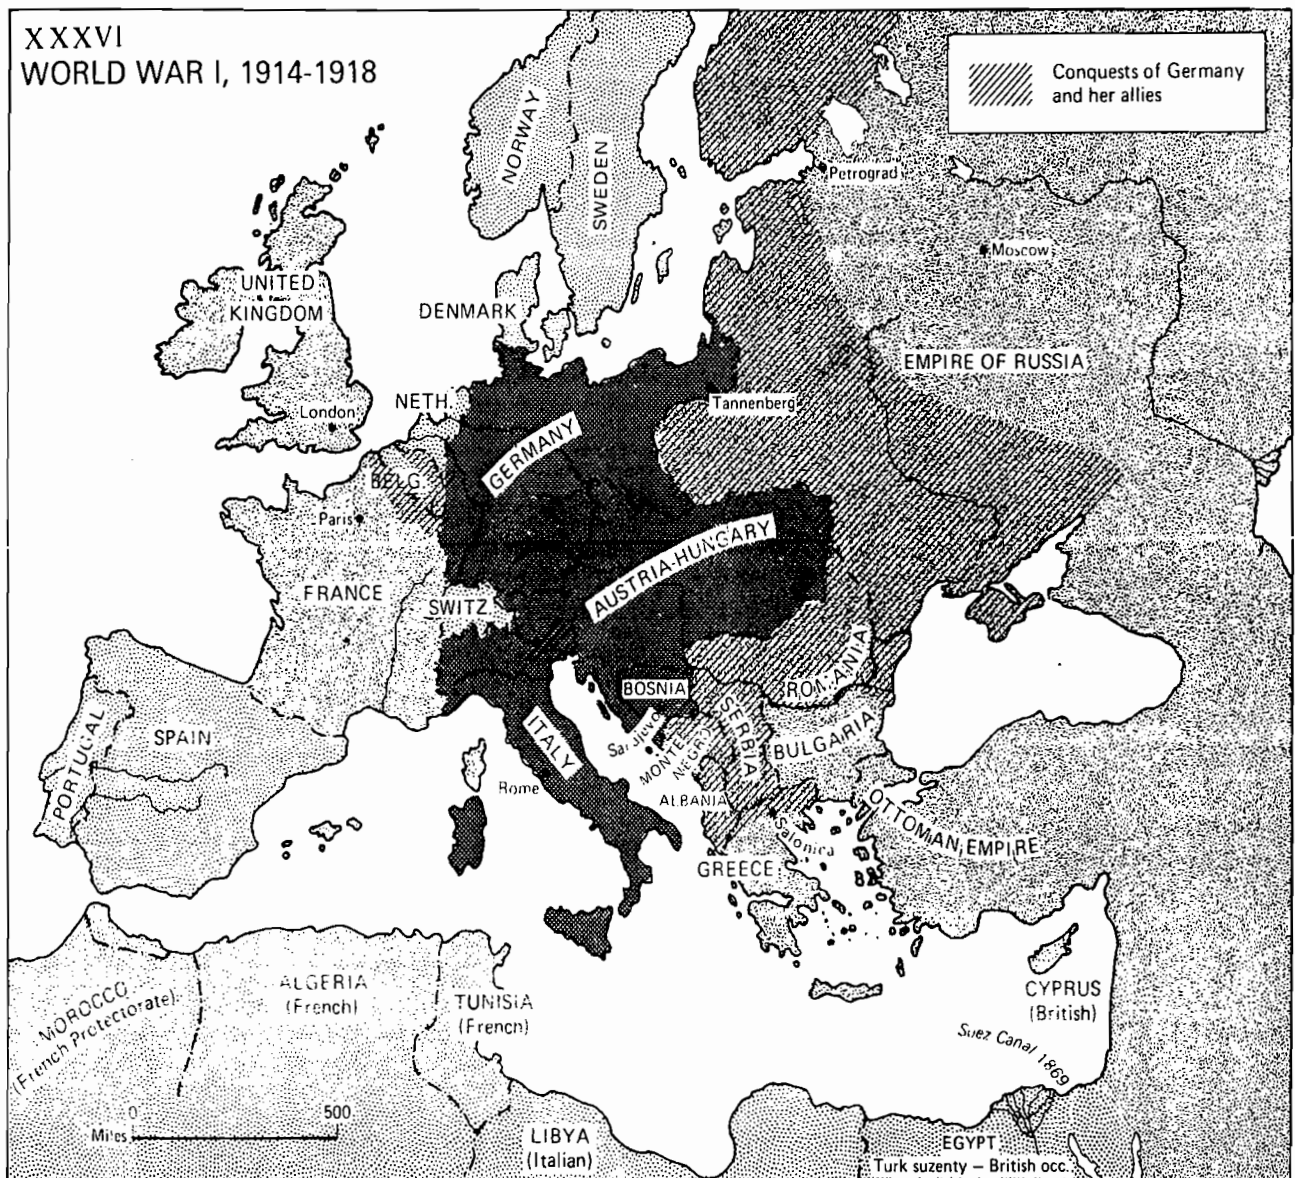 XXXVI
WORLD WAR I, 1914-1918
Conquests of Germany
and her allies
NORWAY
SWEDEN
Petrograd
Moscow
UNITED
KINGDOM
DENMARK
EMPIRE OF RUSSIA
NETH.
Tannenberg
London
GERMANY
BELG.
Paris
AUSTRIA-HUNGARY
FRANCE
SWITZ.
ROMANIA
BOSNIA
SERBIA
BULGARIA
Sarajevo
MONTE
NEGRO
ITALY
SPAIN
PORTUGAL
Rome
ALBANIA
Salonica
OTTOMAN EMPIRE
GREECE
MOROCCO
(French Protectorate)
ALGERIA
(French)
TUNISIA
(French)
CYPRUS
(British)
Suez Canal 1869
0 500
Miles
LIBYA
(Italian)
EGYPT
Turk suzenty – British occ.